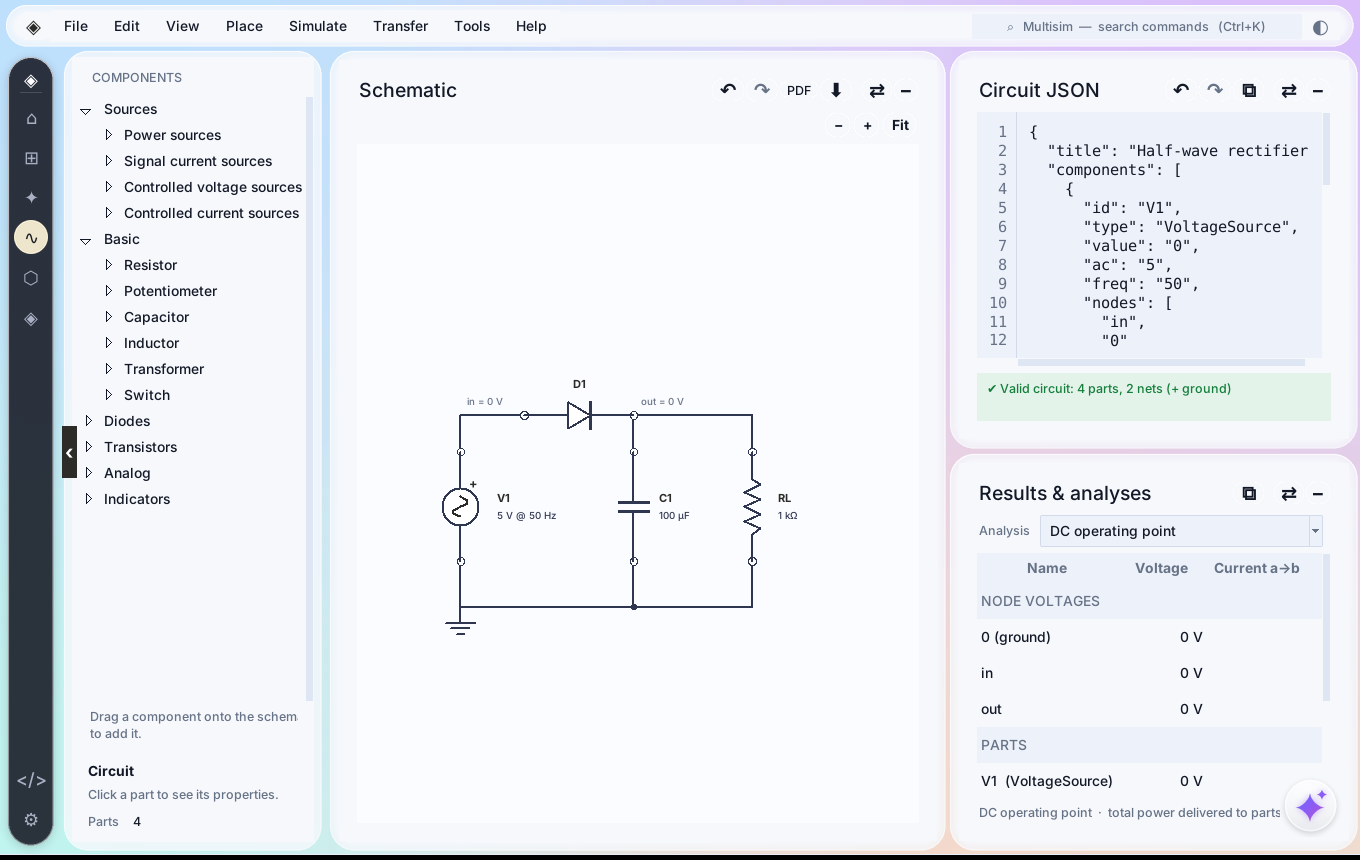 File Edit View Place Simulate Transfer Tools Help
Multisim — search commands (Ctrl+K)
COMPONENTS
Sources
Power sources
Signal current sources
Controlled voltage sources
Controlled current sources
Basic
Resistor
Potentiometer
Capacitor
Inductor
Transformer
Switch
Diodes
Transistors
Analog
Indicators
Drag a component onto the schem
to add it.
Circuit
Click a part to see its properties.
Parts 4
</>
Schematic
PDF
− + Fit
D1
in = 0 V
out = 0 V
+
V1
5 V @ 50 Hz
C1
100 µF
RL
1 kΩ
Circuit JSON
1 {
2 "title": "Half-wave rectifier
3 "components": [
4 {
5 "id": "V1",
6 "type": "VoltageSource",
7 "value": "0",
8 "ac": "5",
9 "freq": "50",
10 "nodes": [
11 "in",
12 "0"
✔ Valid circuit: 4 parts, 2 nets (+ ground)
Results & analyses
Analysis DC operating point
Name Voltage Current a→b
NODE VOLTAGES
0 (ground) 0 V
in 0 V
out 0 V
PARTS
V1 (VoltageSource) 0 V
DC operating point · total power delivered to parts